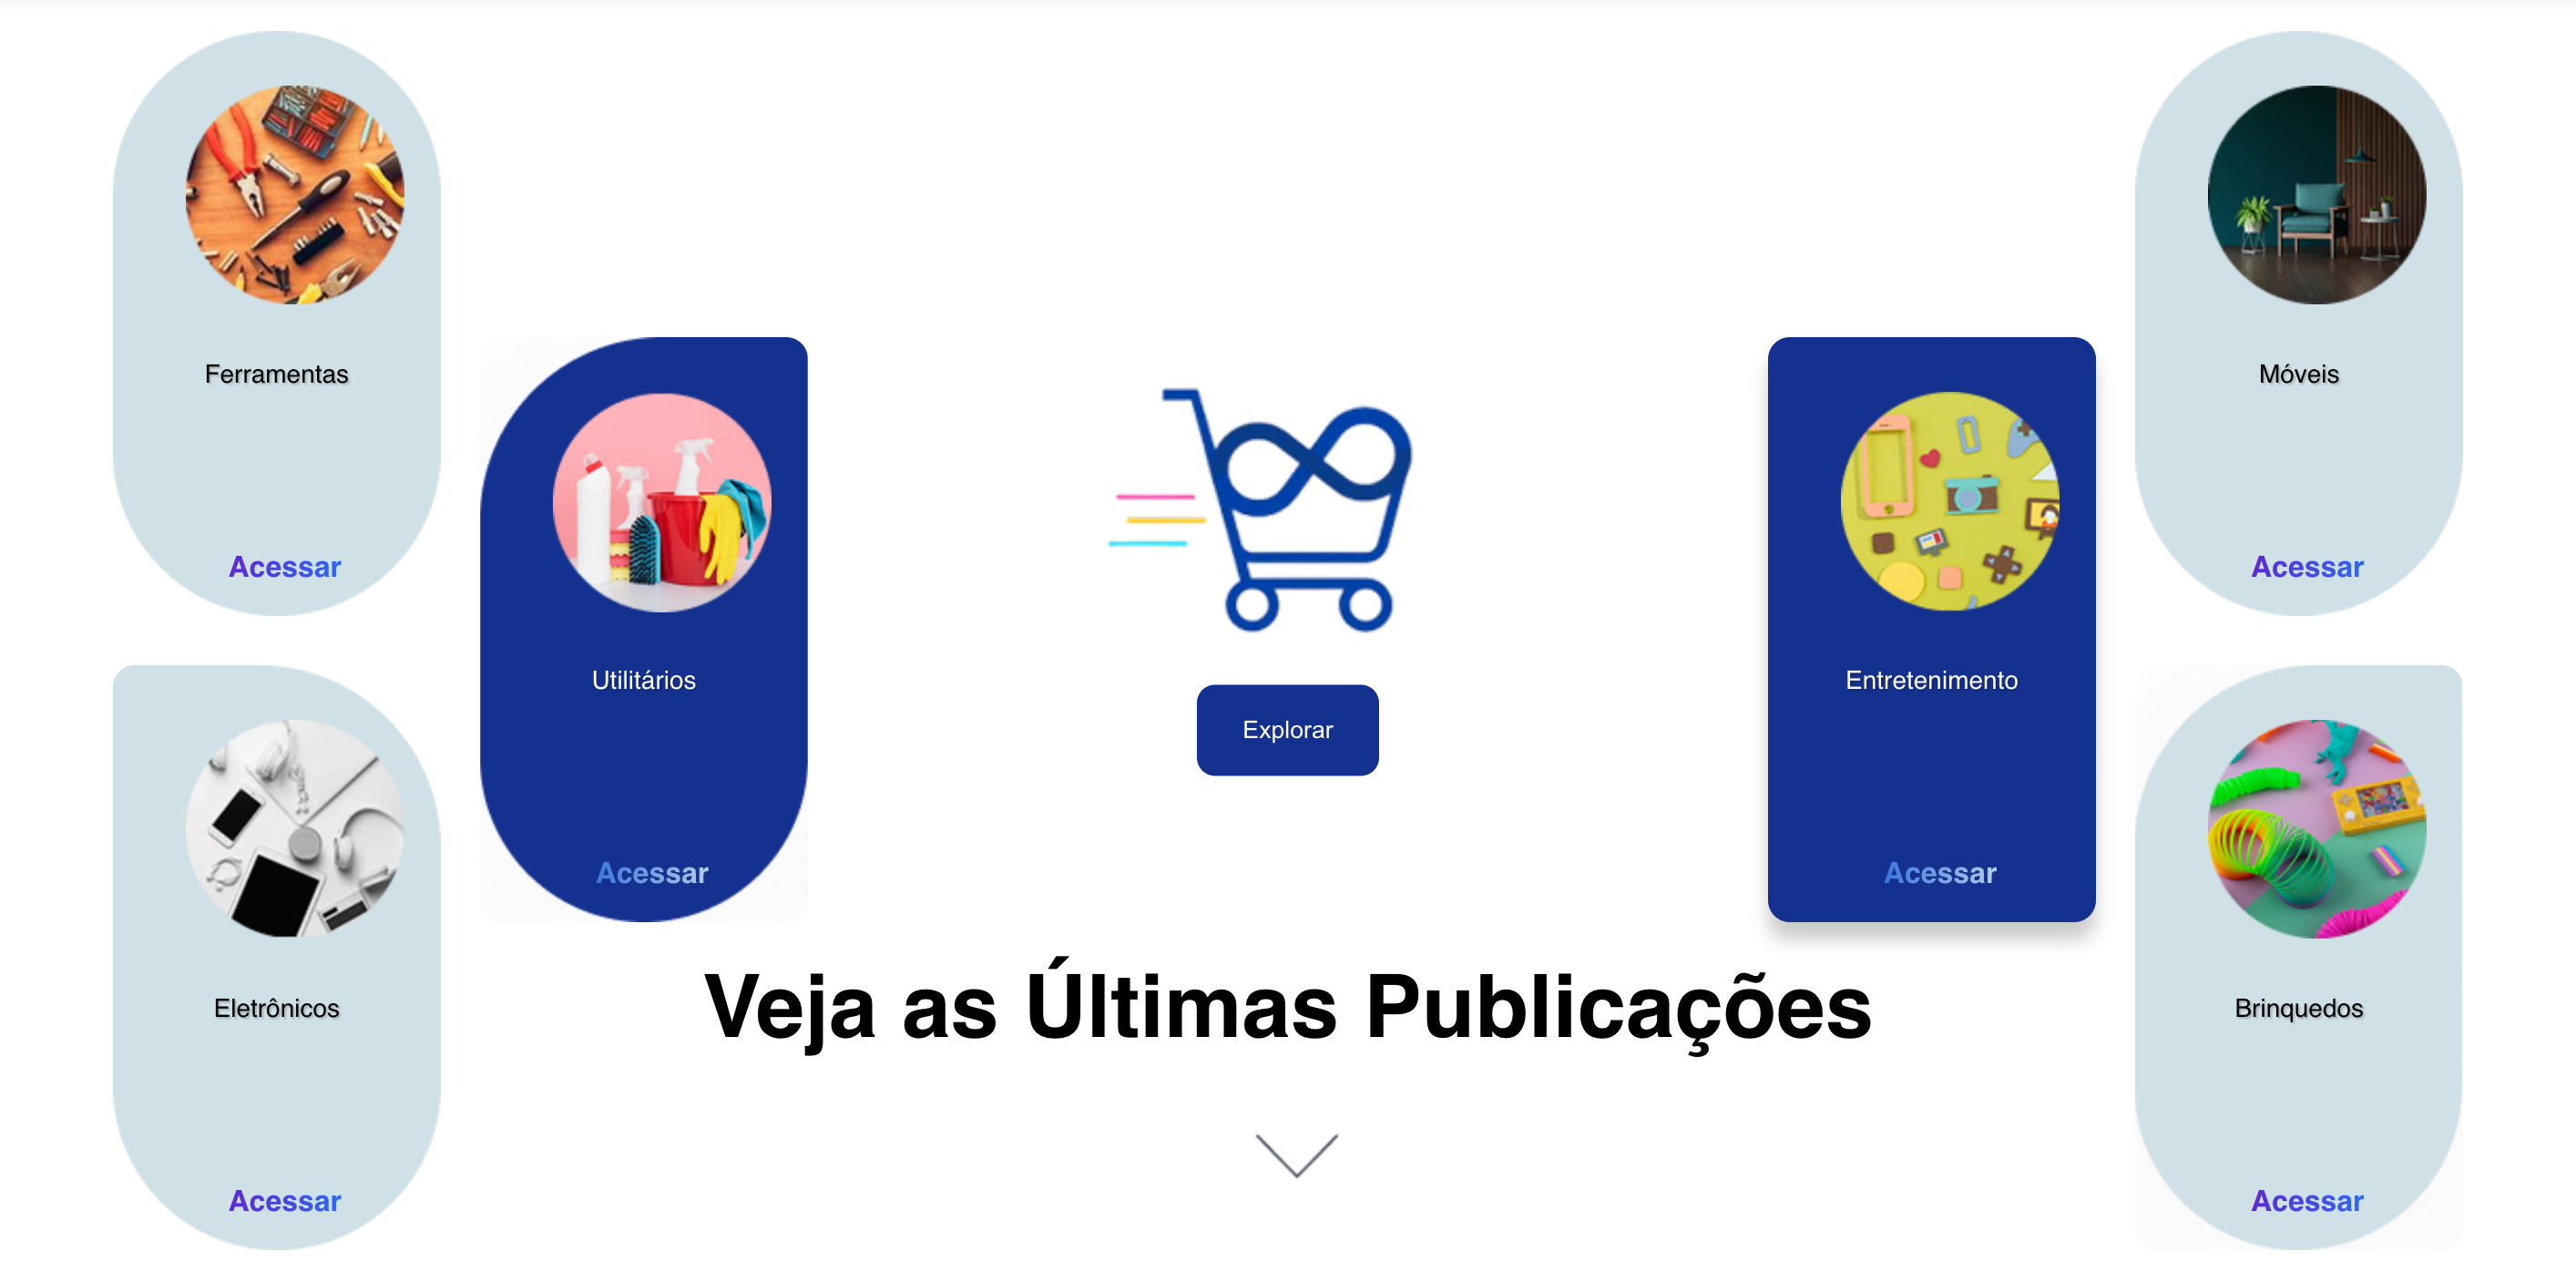 Ferramentas
Acessar
Móveis
Acessar
Utilitários
Acessar
Explorar
Entretenimento
Acessar
Eletrônicos
Acessar
Brinquedos
Acessar
Veja as Últimas Publicações